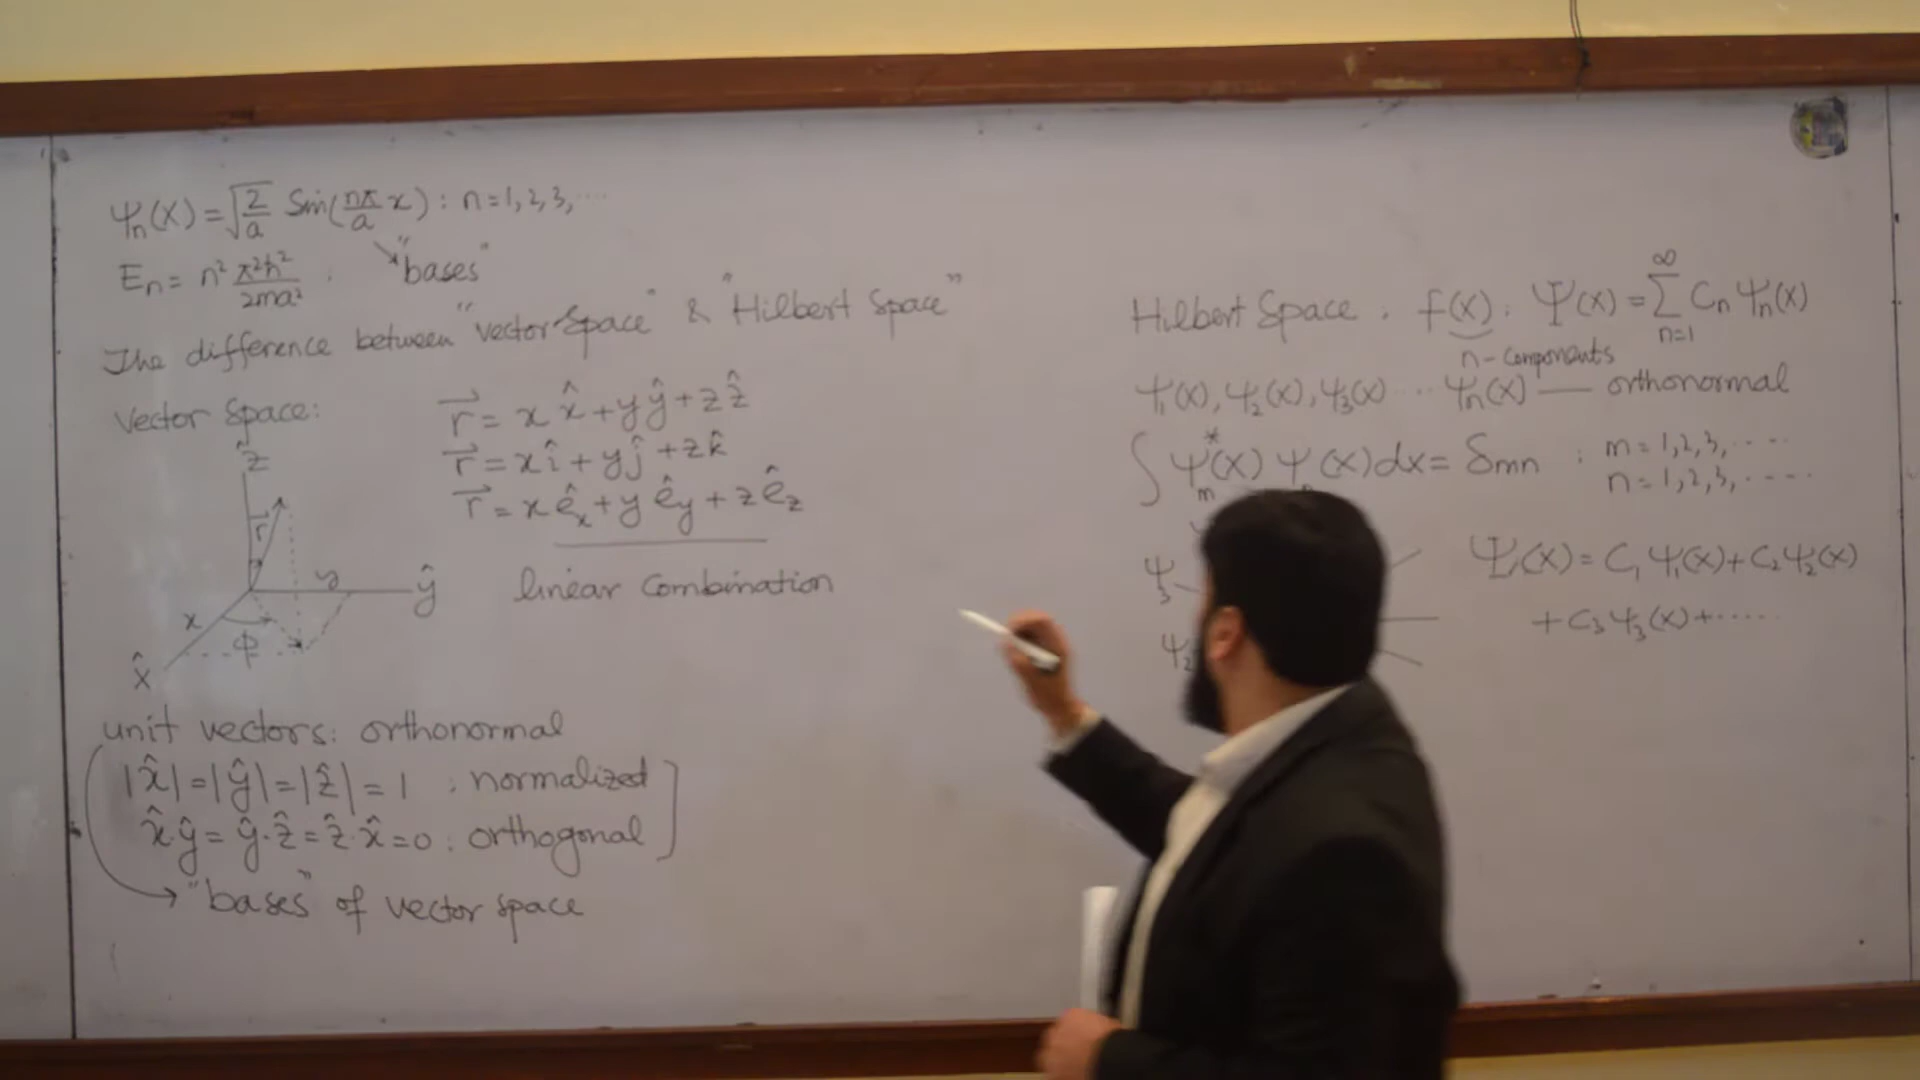 ψn(x) = √(2/a) Sin(nπ/a x) : n=1,2,3,....
"bases"
En = n² π²ħ²/2ma² .
The difference between "vector space" & "Hilbert Space"
Vector Space:
r⃗ = x x̂ + y ŷ + z ẑ
r⃗ = x î + y ĵ + z k̂
r⃗ = x êx + y êy + z êz
linear Combination
ẑ
r⃗
y
ŷ
x
ϕ
x̂
unit vectors: orthonormal
|x̂| = |ŷ| = |ẑ| = 1 : normalized
x̂·ŷ = ŷ·ẑ = ẑ·x̂ = 0 : orthogonal
"bases" of vector space
Hilbert Space : f(x) : Ψ(x) = ∑_{n=1}^{∞} Cn ψn(x)
n-components
ψ1(x), ψ2(x), ψ3(x) ... ψn(x) — orthonormal
∫ ψm*(x) ψ (x) dx = δmn : m=1,2,3,....
n=1,2,3,.....
ψ3
ψ2
Ψ(x) = C1 ψ1(x) + C2 ψ2(x)
+ C3 ψ3(x) + .....